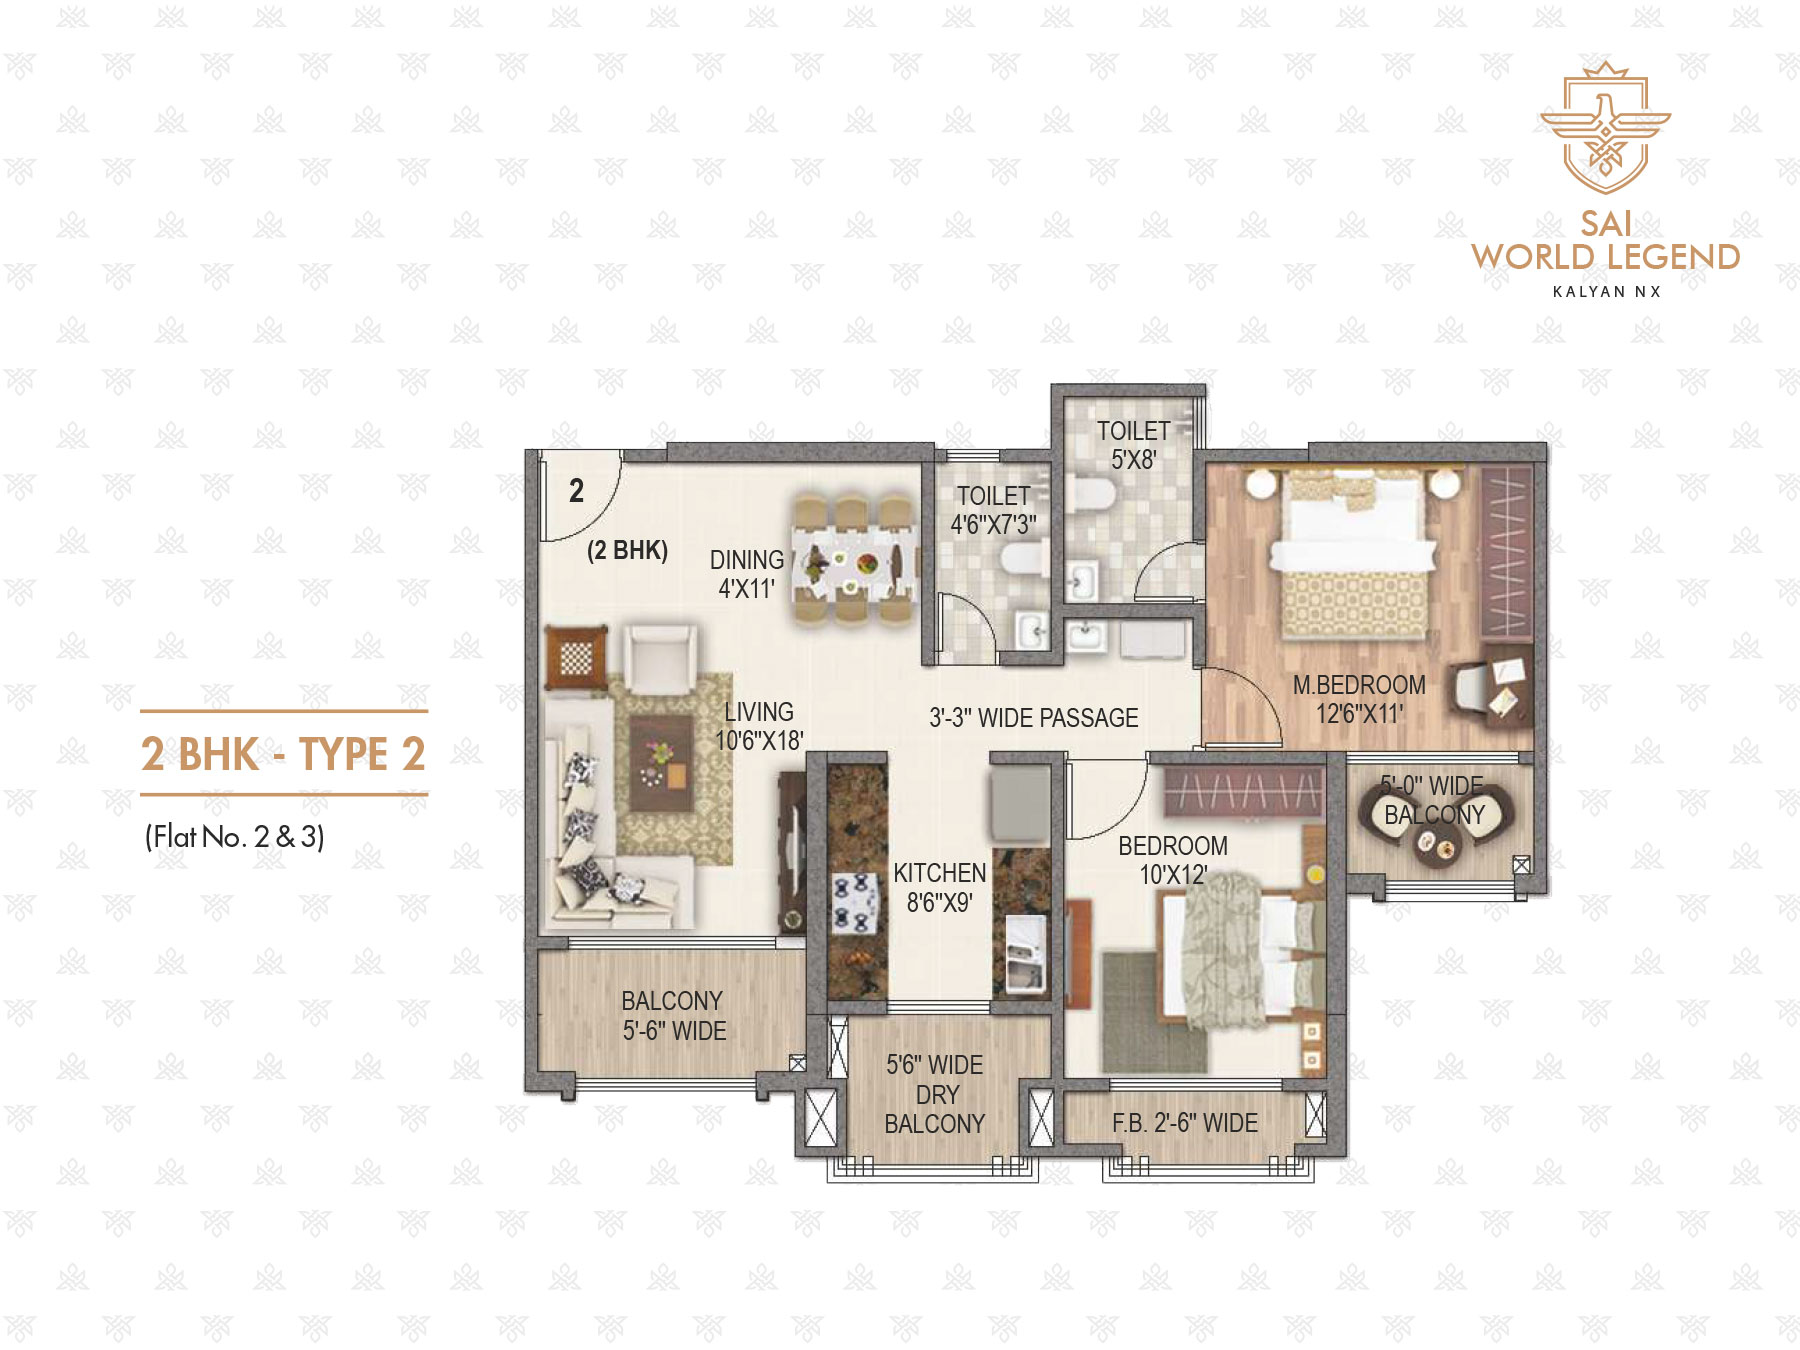 SAI
WORLD LEGEND
KALYAN NX
2 BHK - TYPE 2
(Flat No. 2 & 3)
2
(2 BHK)
DINING
4'X11'
TOILET
4'6"X7'3"
TOILET
5'X8'
M.BEDROOM
12'6"X11'
LIVING
10'6"X18'
3'-3" WIDE PASSAGE
5'-0" WIDE
BALCONY
KITCHEN
8'6"X9'
BEDROOM
10'X12'
BALCONY
5'-6" WIDE
5'6" WIDE
DRY
BALCONY
F.B. 2'-6" WIDE